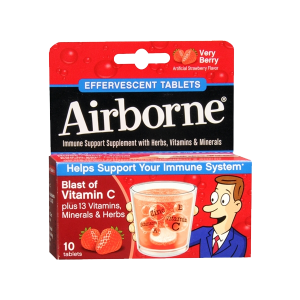 Very
Berry
Artificial Strawberry Flavor
EFFERVESCENT TABLETS
Airborne®
Immune Support Supplement with Herbs, Vitamins & Minerals
Helps Support Your Immune System*
Blast of
Vitamin C
plus 13 Vitamins,
Minerals & Herbs
10
tablets